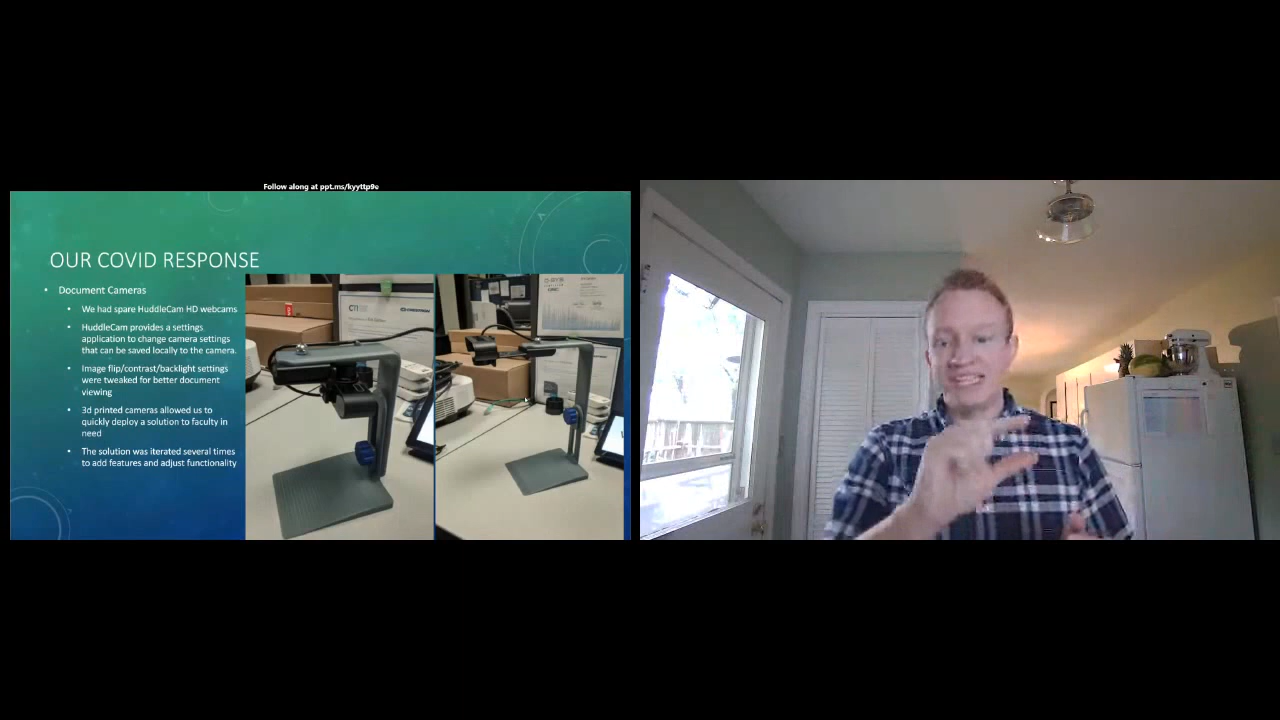 Follow along at ppt.ms/kyyttp9e
OUR COVID RESPONSE
• Document Cameras
• We had spare HuddleCam HD webcams
• HuddleCam provides a settings
application to change camera settings
that can be saved locally to the camera.
• Image flip/contrast/backlight settings
were tweaked for better document
viewing
• 3d printed cameras allowed us to
quickly deploy a solution to faculty in
need
• The solution was iterated several times
to add features and adjust functionality
CTI
CRESTRON